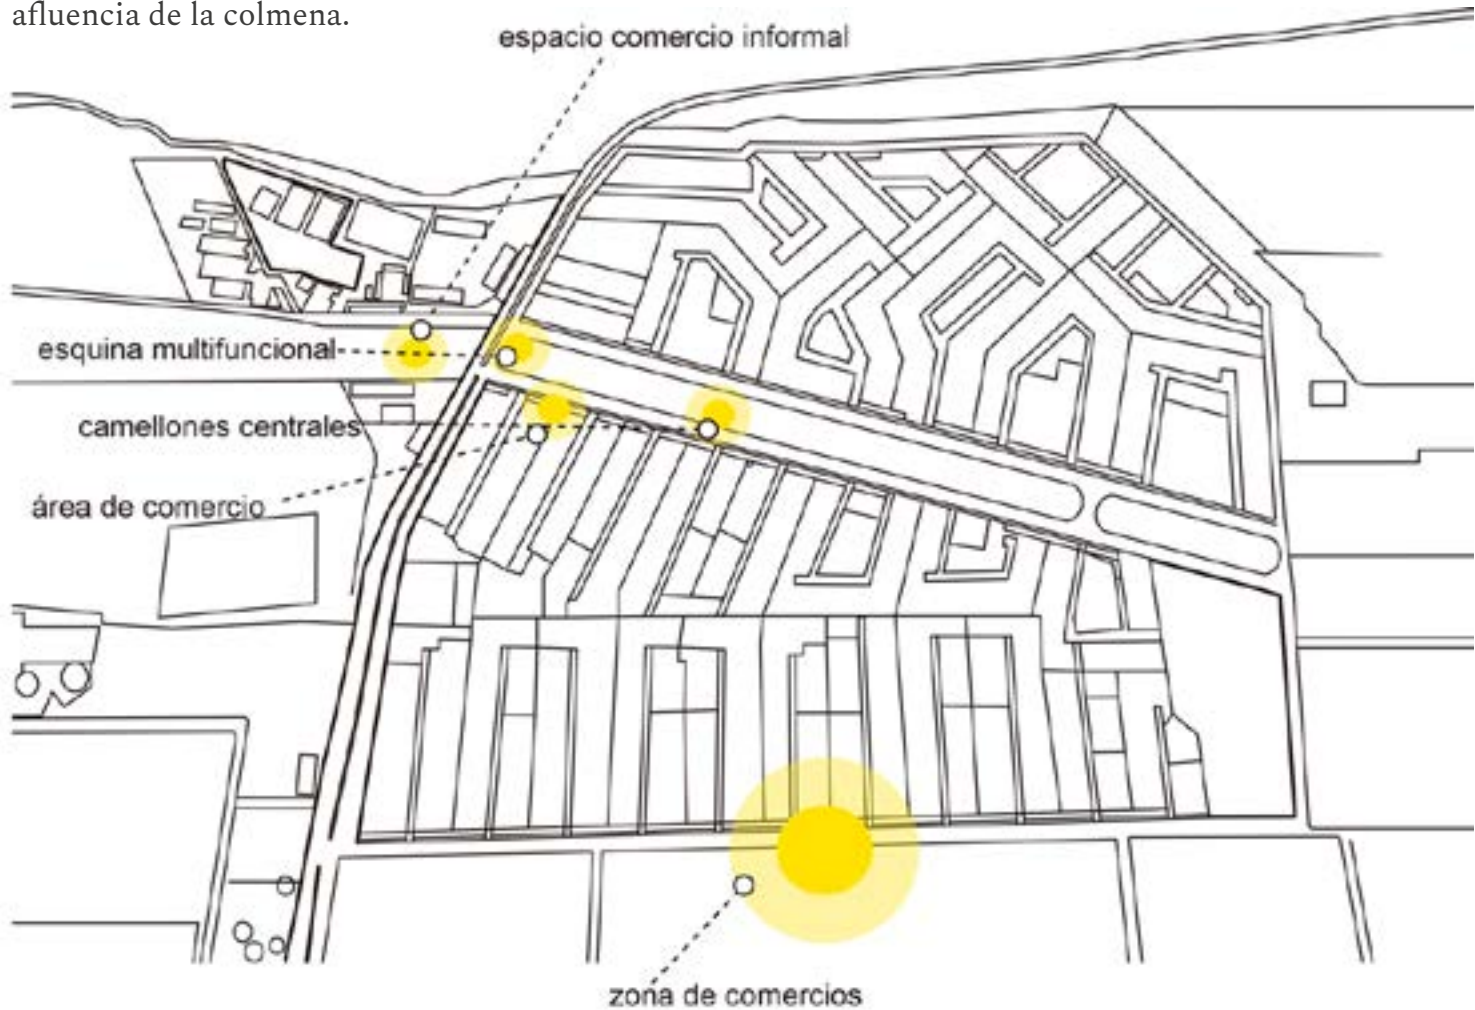 afluencia de la colmena.
espacio comercio informal
esquina multifuncional
camellones centrales
área de comercio
zona de comercios